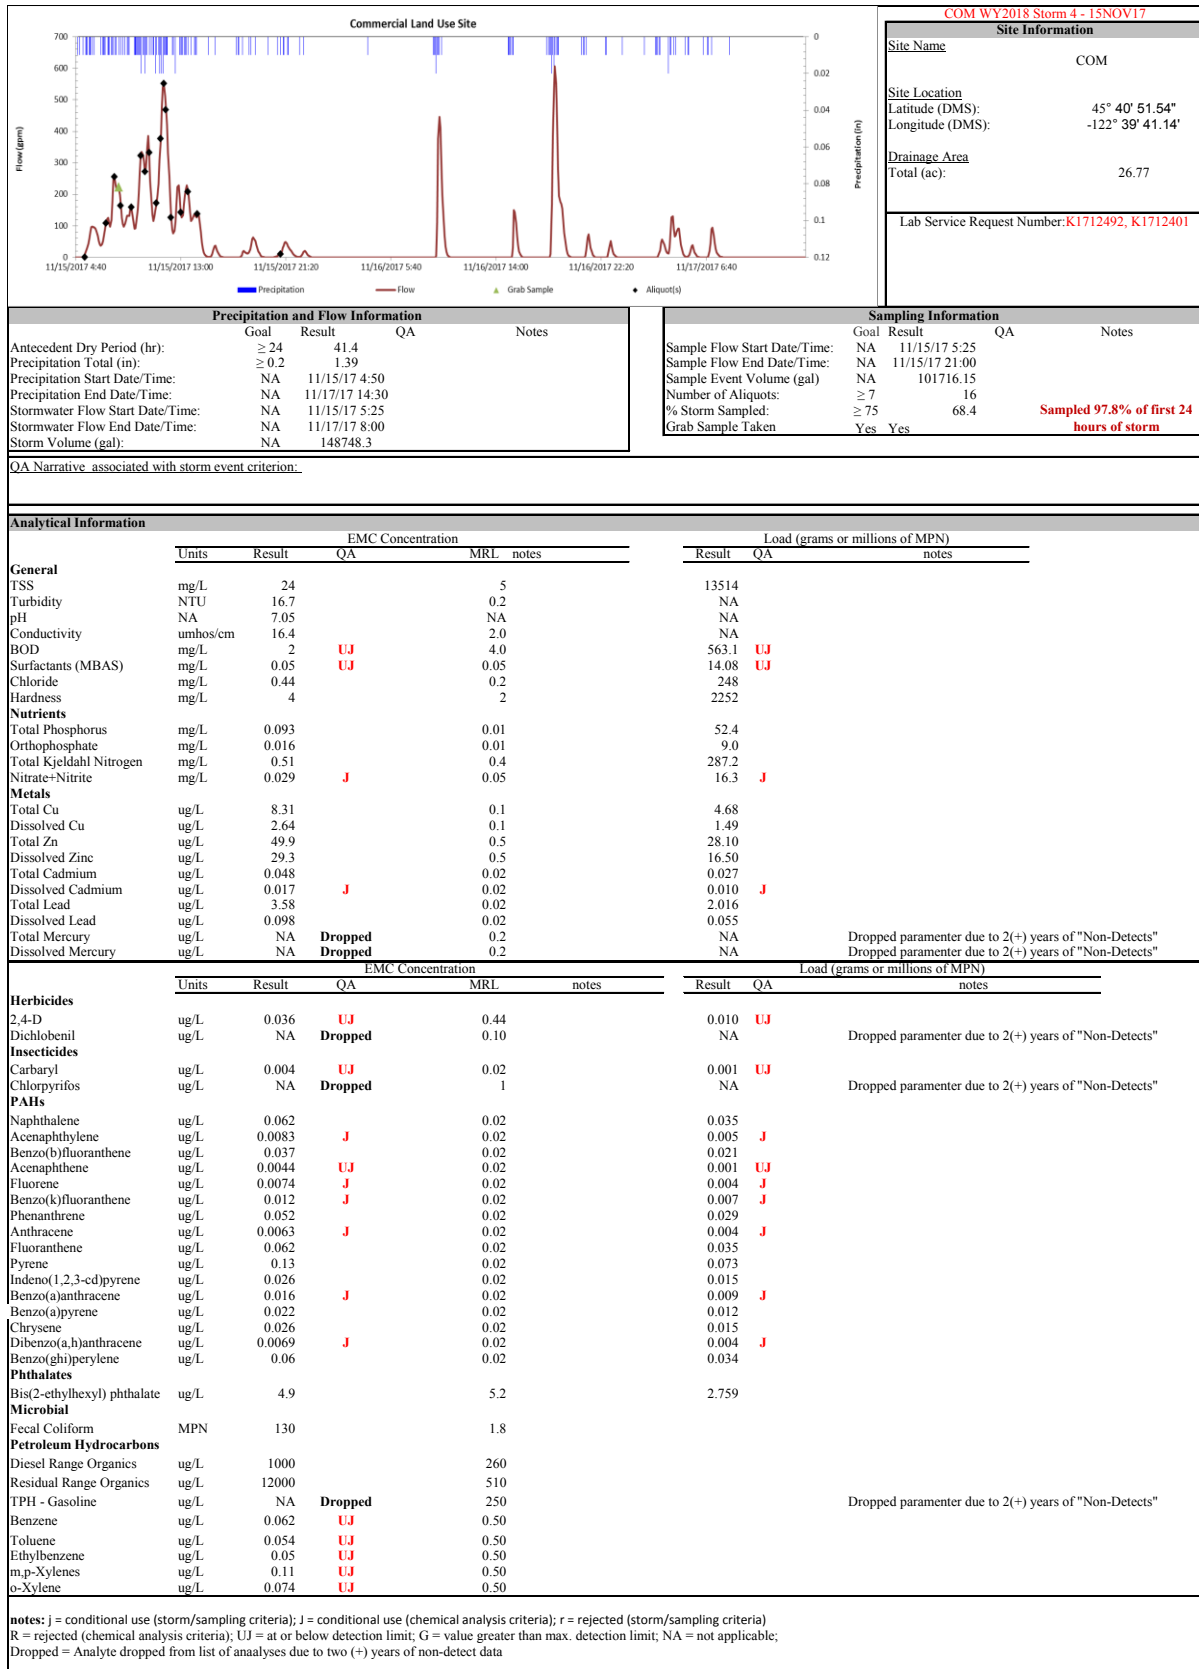 Commercial Land Use Site
700
600
500
400
300
200
100
0
Flow (gpm)
0
0.02
0.04
0.06
0.08
0.1
0.12
Precipitation (in)
11/15/2017 4:40 11/15/2017 13:00 11/15/2017 21:20 11/16/2017 5:40 11/16/2017 14:00 11/16/2017 22:20 11/17/2017 6:40
Precipitation Flow Grab Sample Aliquot(s)
COM WY2018 Storm 4 - 15NOV17
Site Information
Site Name
COM
Site Location
Latitude (DMS): 45° 40' 51.54"
Longitude (DMS): -122° 39' 41.14'
Drainage Area
Total (ac): 26.77
Lab Service Request Number:K1712492, K1712401
Precipitation and Flow Information
Goal Result QA Notes
Antecedent Dry Period (hr): ≥ 24 41.4
Precipitation Total (in): ≥ 0.2 1.39
Precipitation Start Date/Time: NA 11/15/17 4:50
Precipitation End Date/Time: NA 11/17/17 14:30
Stormwater Flow Start Date/Time: NA 11/15/17 5:25
Stormwater Flow End Date/Time: NA 11/17/17 8:00
Storm Volume (gal): NA 148748.3
Sampling Information
Goal Result QA Notes
Sample Flow Start Date/Time: NA 11/15/17 5:25
Sample Flow End Date/Time: NA 11/15/17 21:00
Sample Event Volume (gal) NA 101716.15
Number of Aliquots: ≥ 7 16
% Storm Sampled: ≥ 75 68.4 Sampled 97.8% of first 24
Grab Sample Taken Yes Yes hours of storm
QA Narrative associated with storm event criterion:
Analytical Information
EMC Concentration Load (grams or millions of MPN)
Units Result QA MRL notes Result QA notes
General
TSS mg/L 24 5 13514
Turbidity NTU 16.7 0.2 NA
pH NA 7.05 NA NA
Conductivity umhos/cm 16.4 2.0 NA
BOD mg/L 2 UJ 4.0 563.1 UJ
Surfactants (MBAS) mg/L 0.05 UJ 0.05 14.08 UJ
Chloride mg/L 0.44 0.2 248
Hardness mg/L 4 2 2252
Nutrients
Total Phosphorus mg/L 0.093 0.01 52.4
Orthophosphate mg/L 0.016 0.01 9.0
Total Kjeldahl Nitrogen mg/L 0.51 0.4 287.2
Nitrate+Nitrite mg/L 0.029 J 0.05 16.3 J
Metals
Total Cu ug/L 8.31 0.1 4.68
Dissolved Cu ug/L 2.64 0.1 1.49
Total Zn ug/L 49.9 0.5 28.10
Dissolved Zinc ug/L 29.3 0.5 16.50
Total Cadmium ug/L 0.048 0.02 0.027
Dissolved Cadmium ug/L 0.017 J 0.02 0.010 J
Total Lead ug/L 3.58 0.02 2.016
Dissolved Lead ug/L 0.098 0.02 0.055
Total Mercury ug/L NA Dropped 0.2 NA Dropped paramenter due to 2(+) years of "Non-Detects"
Dissolved Mercury ug/L NA Dropped 0.2 NA Dropped paramenter due to 2(+) years of "Non-Detects"
EMC Concentration Load (grams or millions of MPN)
Units Result QA MRL notes Result QA notes
Herbicides
2,4-D ug/L 0.036 UJ 0.44 0.010 UJ
Dichlobenil ug/L NA Dropped 0.10 NA Dropped paramenter due to 2(+) years of "Non-Detects"
Insecticides
Carbaryl ug/L 0.004 UJ 0.02 0.001 UJ
Chlorpyrifos ug/L NA Dropped 1 NA Dropped paramenter due to 2(+) years of "Non-Detects"
PAHs
Naphthalene ug/L 0.062 0.02 0.035
Acenaphthylene ug/L 0.0083 J 0.02 0.005 J
Benzo(b)fluoranthene ug/L 0.037 0.02 0.021
Acenaphthene ug/L 0.0044 UJ 0.02 0.001 UJ
Fluorene ug/L 0.0074 J 0.02 0.004 J
Benzo(k)fluoranthene ug/L 0.012 J 0.02 0.007 J
Phenanthrene ug/L 0.052 0.02 0.029
Anthracene ug/L 0.0063 J 0.02 0.004 J
Fluoranthene ug/L 0.062 0.02 0.035
Pyrene ug/L 0.13 0.02 0.073
Indeno(1,2,3-cd)pyrene ug/L 0.026 0.02 0.015
Benzo(a)anthracene ug/L 0.016 J 0.02 0.009 J
Benzo(a)pyrene ug/L 0.022 0.02 0.012
Chrysene ug/L 0.026 0.02 0.015
Dibenzo(a,h)anthracene ug/L 0.0069 J 0.02 0.004 J
Benzo(ghi)perylene ug/L 0.06 0.02 0.034
Phthalates
Bis(2-ethylhexyl) phthalate ug/L 4.9 5.2 2.759
Microbial
Fecal Coliform MPN 130 1.8
Petroleum Hydrocarbons
Diesel Range Organics ug/L 1000 260
Residual Range Organics ug/L 12000 510
TPH - Gasoline ug/L NA Dropped 250 Dropped paramenter due to 2(+) years of "Non-Detects"
Benzene ug/L 0.062 UJ 0.50
Toluene ug/L 0.054 UJ 0.50
Ethylbenzene ug/L 0.05 UJ 0.50
m,p-Xylenes ug/L 0.11 UJ 0.50
o-Xylene ug/L 0.074 UJ 0.50
notes: j = conditional use (storm/sampling criteria); J = conditional use (chemical analysis criteria); r = rejected (storm/sampling criteria)
R = rejected (chemical analysis criteria); UJ = at or below detection limit; G = value greater than max. detection limit; NA = not applicable;
Dropped = Analyte dropped from list of anaalyses due to two (+) years of non-detect data